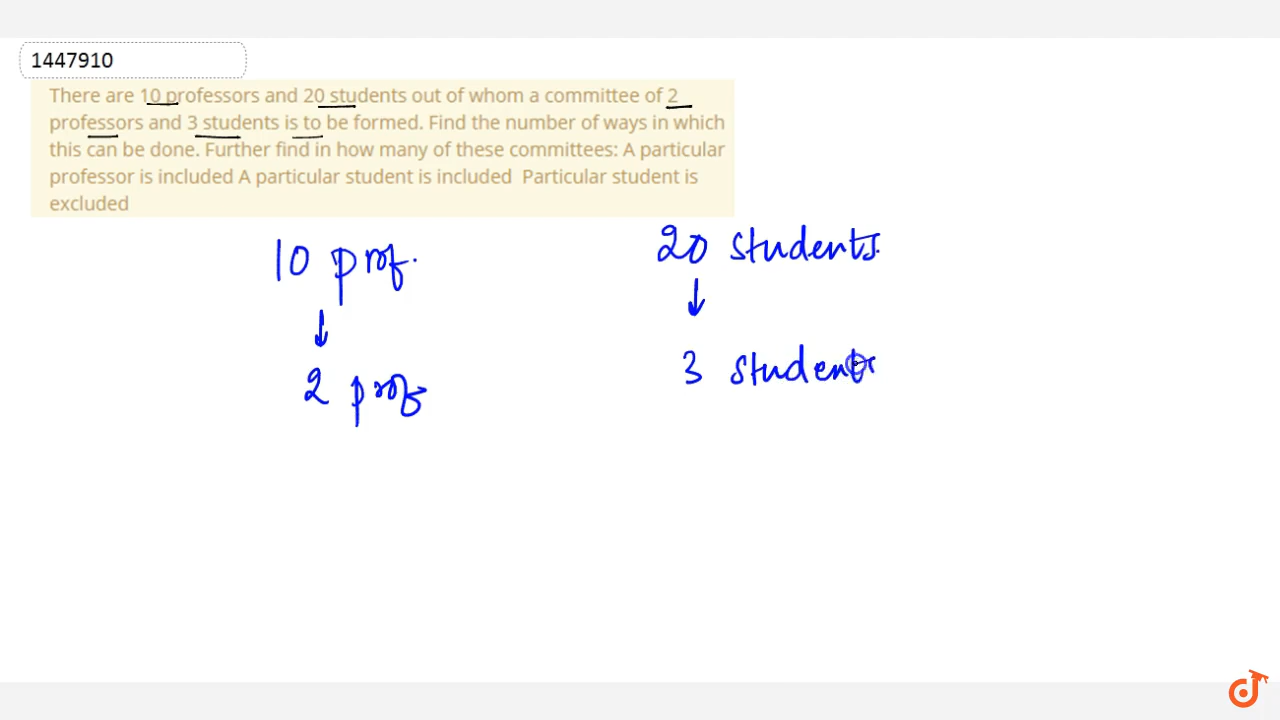 1447910
There are 10 professors and 20 students out of whom a committee of 2
professors and 3 students is to be formed. Find the number of ways in which
this can be done. Further find in how many of these committees: A particular
professor is included A particular student is included Particular student is
excluded
10 prof. 20 students.
↓ ↓
2 prof 3 students